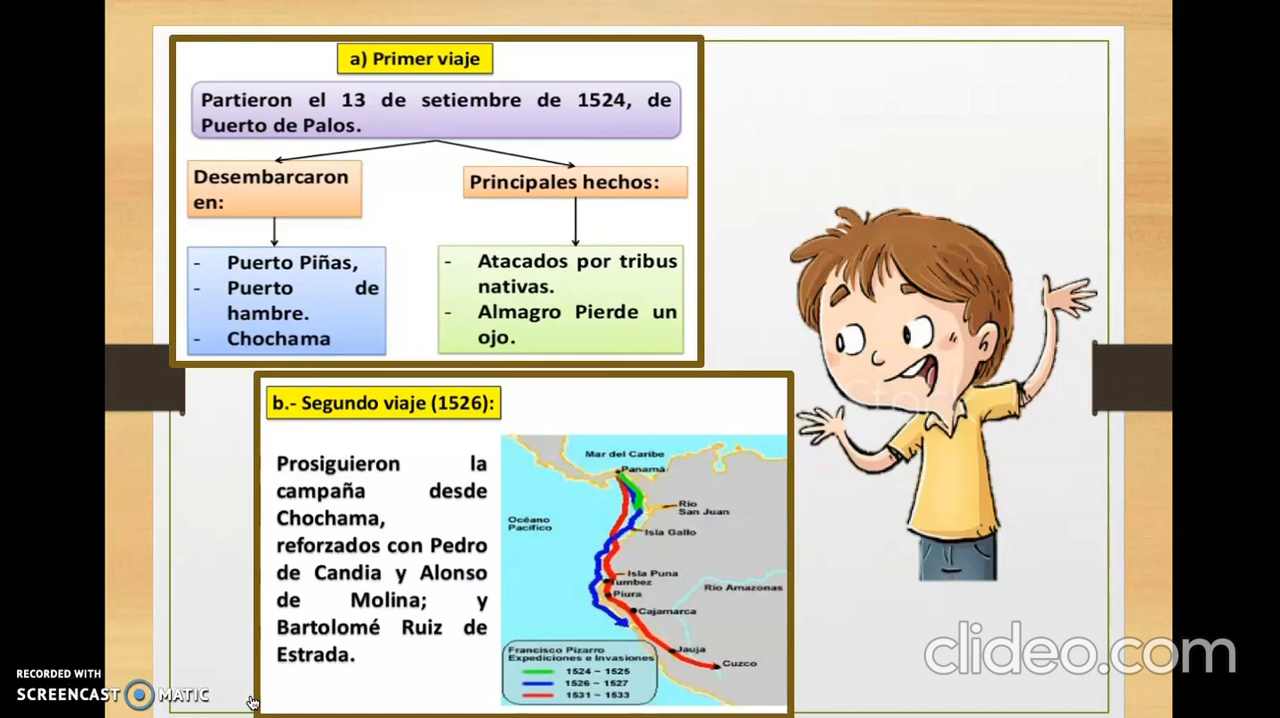 a) Primer viaje
Partieron el 13 de setiembre de 1524, de
Puerto de Palos.
Desembarcaron
en:
Principales hechos:
- Puerto Piñas,
- Puerto de
hambre.
- Chochama
- Atacados por tribus
nativas.
- Almagro Pierde un
ojo.
b.- Segundo viaje (1526):
Prosiguieron la
campaña desde
Chochama,
reforzados con Pedro
de Candia y Alonso
de Molina; y
Bartolomé Ruiz de
Estrada.
Mar del Caribe
Panamá
Río
San Juan
Océano
Pacífico
Isla Gallo
Isla Puna
Tumbez
Piura
Río Amazonas
Cajamarca
Jauja
Cuzco
Francisco Pizarro
Expediciones e Invasiones
1524 ~ 1525
1526 ~ 1527
1531 ~ 1533
clideo.com
RECORDED WITH
SCREENCAST MATIC